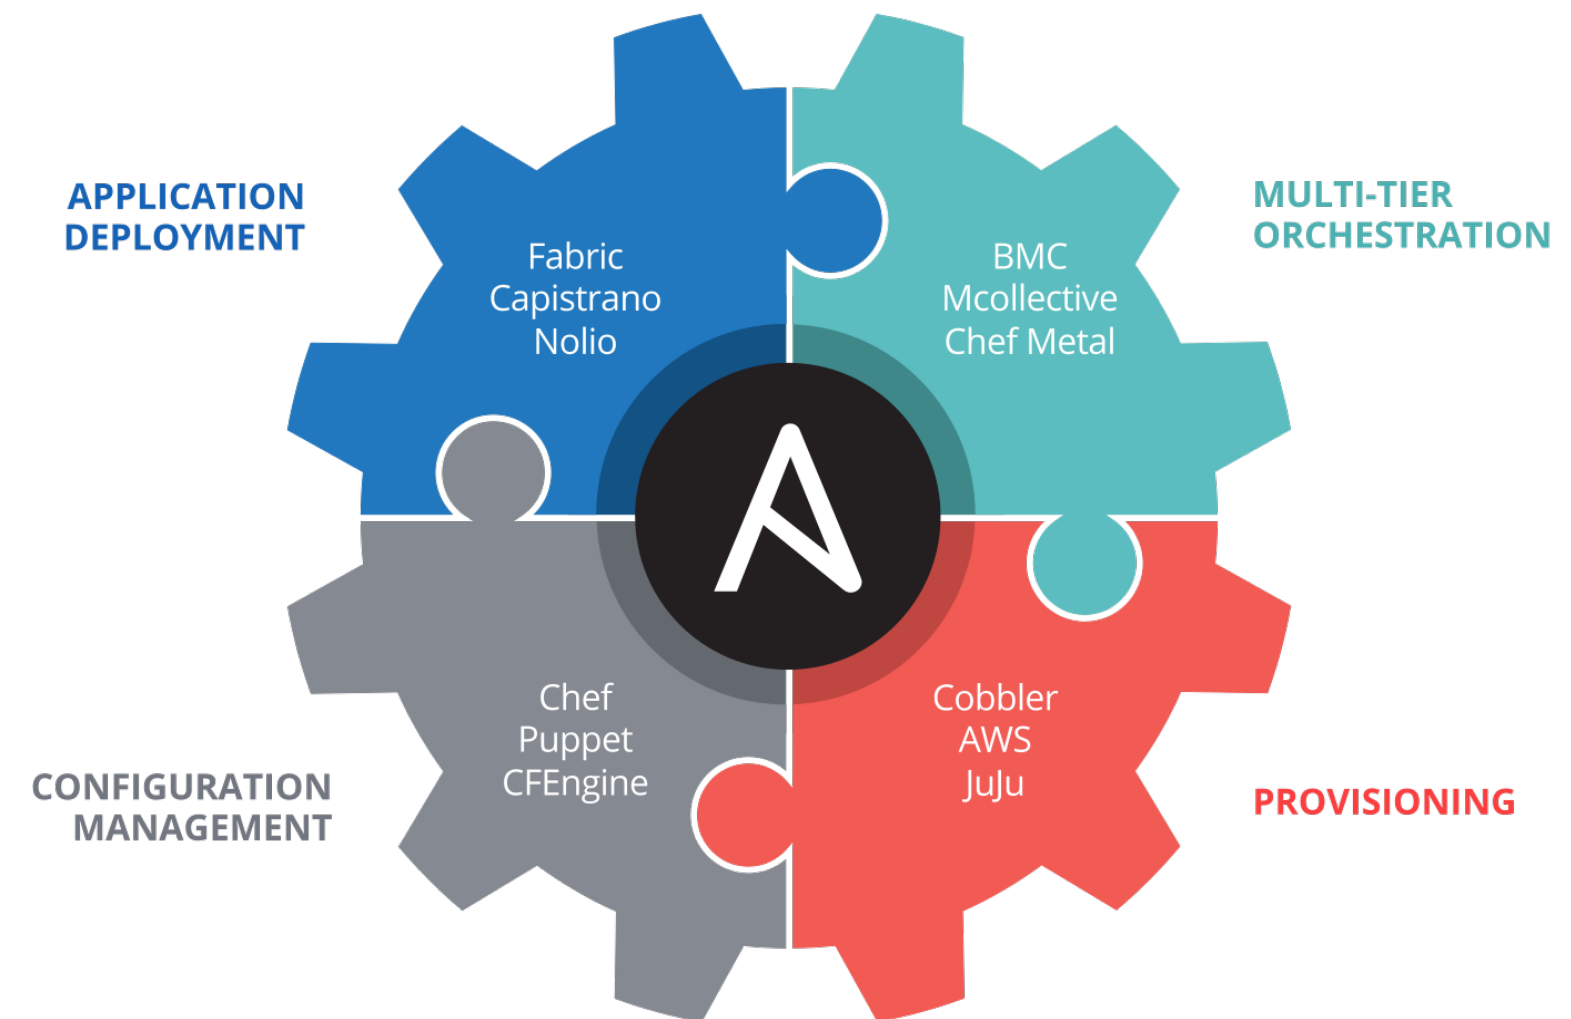 APPLICATION
DEPLOYMENT
Fabric
Capistrano
Nolio
MULTI-TIER
ORCHESTRATION
BMC
Mcollective
Chef Metal
CONFIGURATION
MANAGEMENT
Chef
Puppet
CFEngine
PROVISIONING
Cobbler
AWS
JuJu